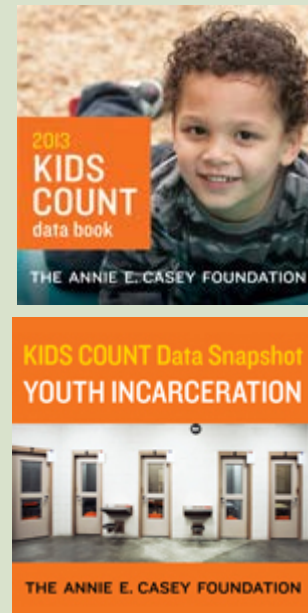 2013
KIDS
COUNT
data book
THE ANNIE E. CASEY FOUNDATION
KIDS COUNT Data Snapshot
YOUTH INCARCERATION
THE ANNIE E. CASEY FOUNDATION